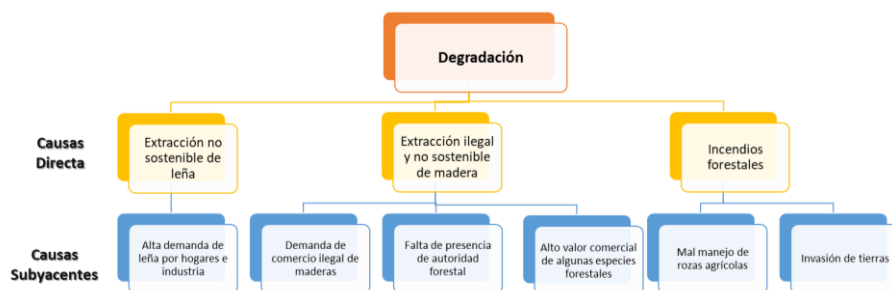 Degradación
Causas
Directa
Extracción no
sostenible de
leña
Extracción ilegal
y no sostenible
de madera
Incendios
forestales
Causas
Subyacentes
Alta demanda de
leña por hogares e
industria
Demanda de
comercio ilegal de
maderas
Falta de presencia
de autoridad
forestal
Alto valor comercial
de algunas especies
forestales
Mal manejo de
rozas agrícolas
Invasión de tierras